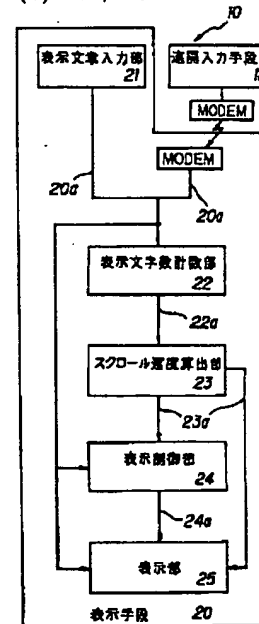 10
表示文章入力部
21
遠隔入力手段
1
MODEM
MODEM
20a
20a
表示文字数計数部
22
22a
スクロール速度算出部
23
23a
表示制御部
24
24a
表示部
25
表示手段 20